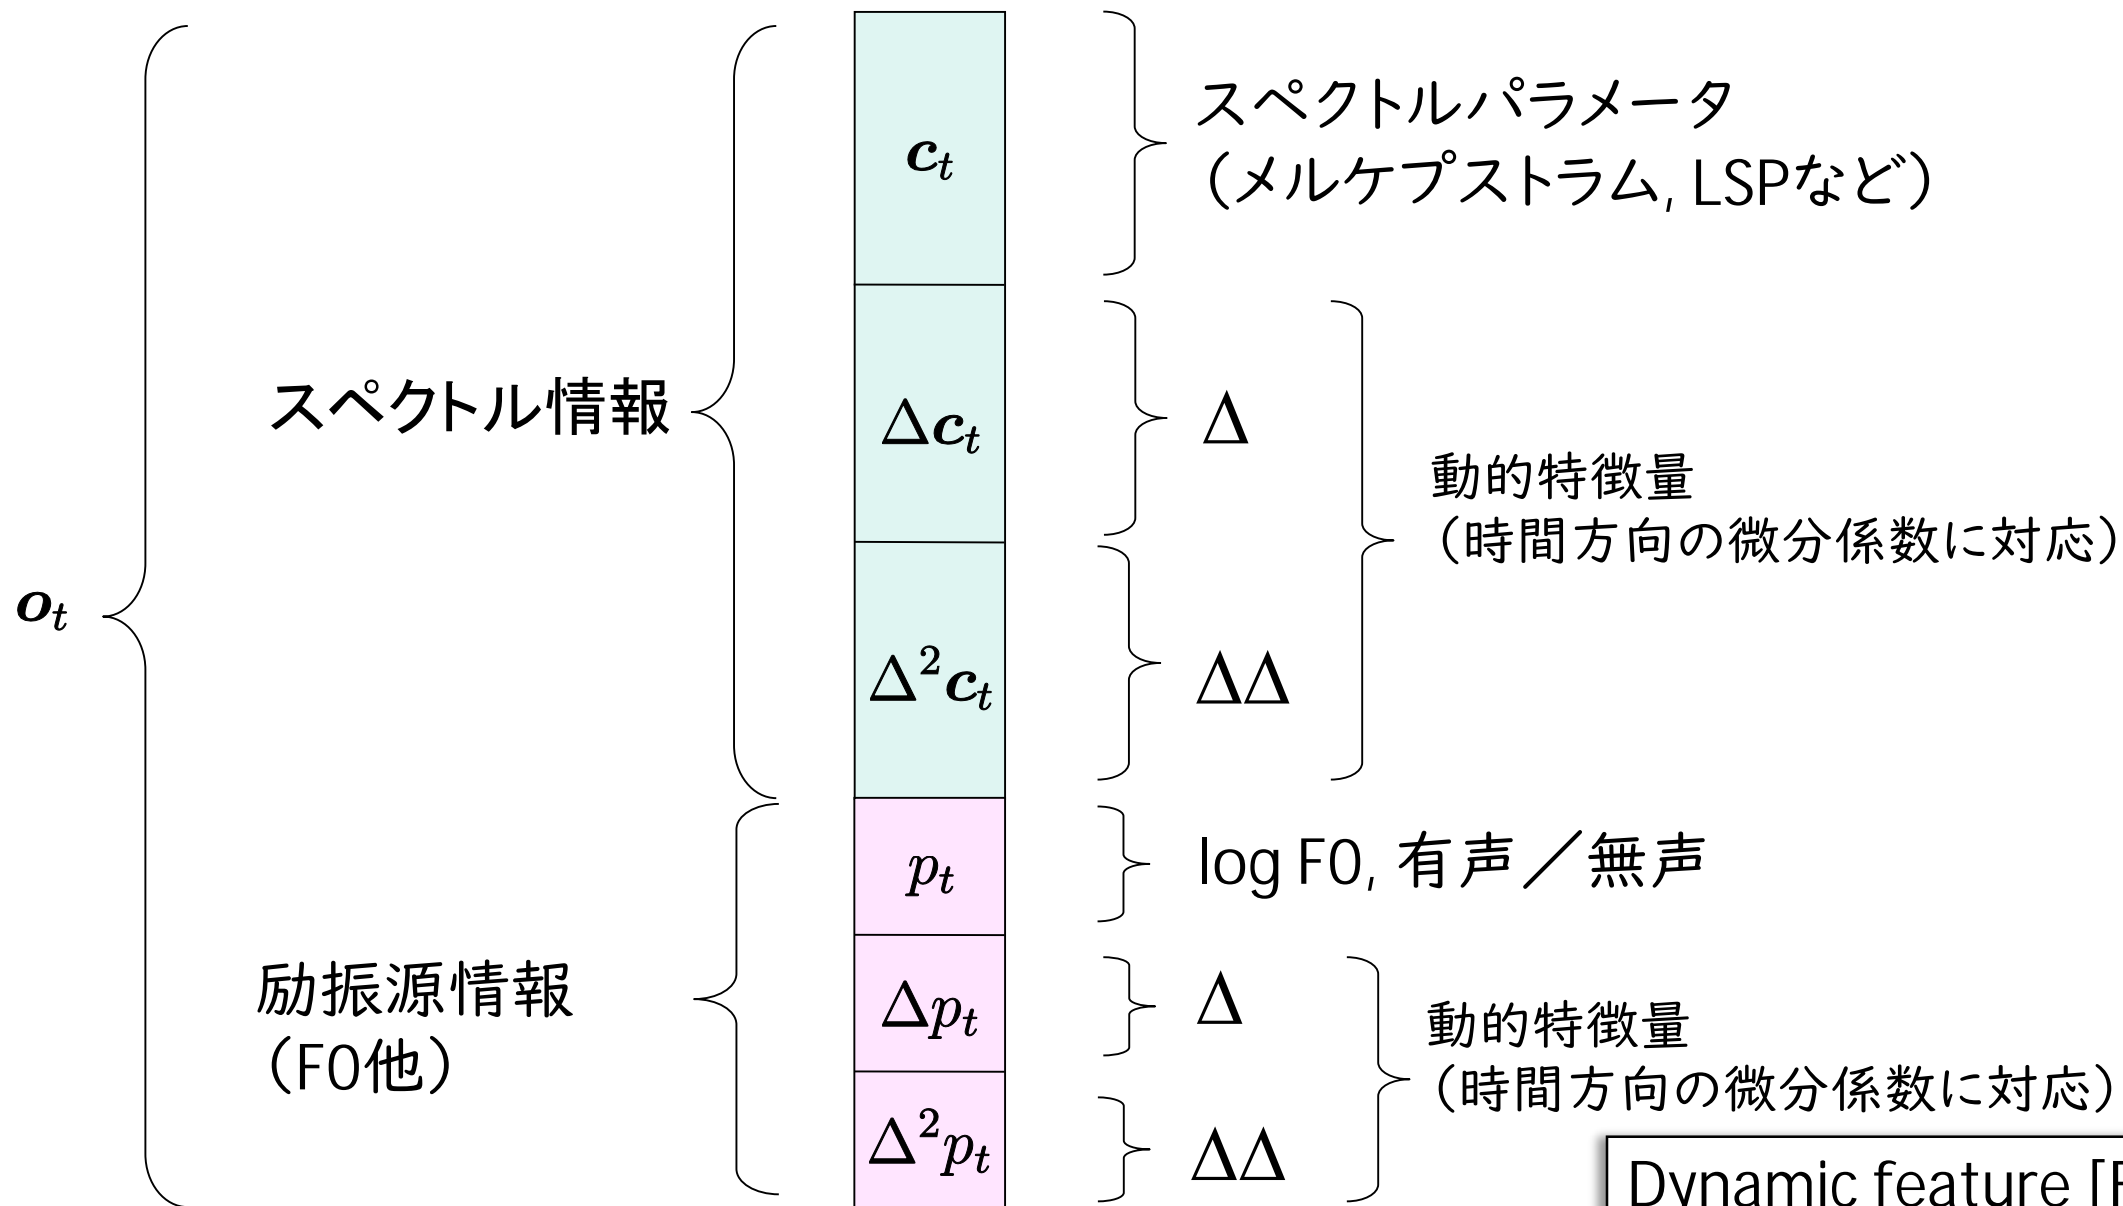 o_t
スペクトル情報
励振源情報
（F0他）
c_t
Δc_t
Δ²c_t
p_t
Δp_t
Δ²p_t
スペクトルパラメータ
（メルケプストラム, LSPなど）
Δ
ΔΔ
動的特徴量
（時間方向の微分係数に対応）
log F0, 有声／無声
Δ
ΔΔ
動的特徴量
（時間方向の微分係数に対応）
Dynamic feature